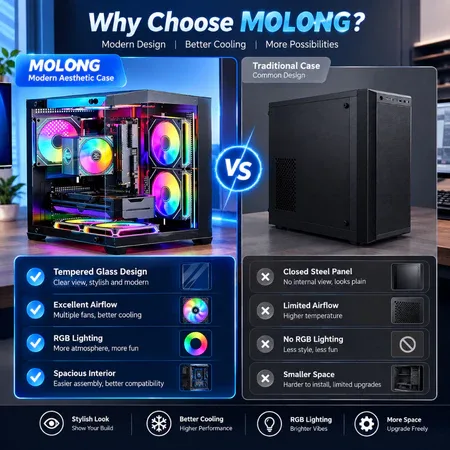 Why Choose MOLONG?
Modern Design | Better Cooling | More Possibilities
MOLONG
Modern Aesthetic Case
Traditional Case
Common Design
VS
Tempered Glass Design
Clear view, stylish and modern
Excellent Airflow
Multiple fans, better cooling
RGB Lighting
More atmosphere, more fun
Spacious Interior
Easier assembly, better compatibility
Closed Steel Panel
No internal view, looks plain
Limited Airflow
Higher temperature
No RGB Lighting
Less style, less fun
Smaller Space
Harder to install, limited upgrades
Stylish Look
Show Your Build
Better Cooling
Higher Performance
RGB Lighting
Brighter Vibes
More Space
Upgrade Freely